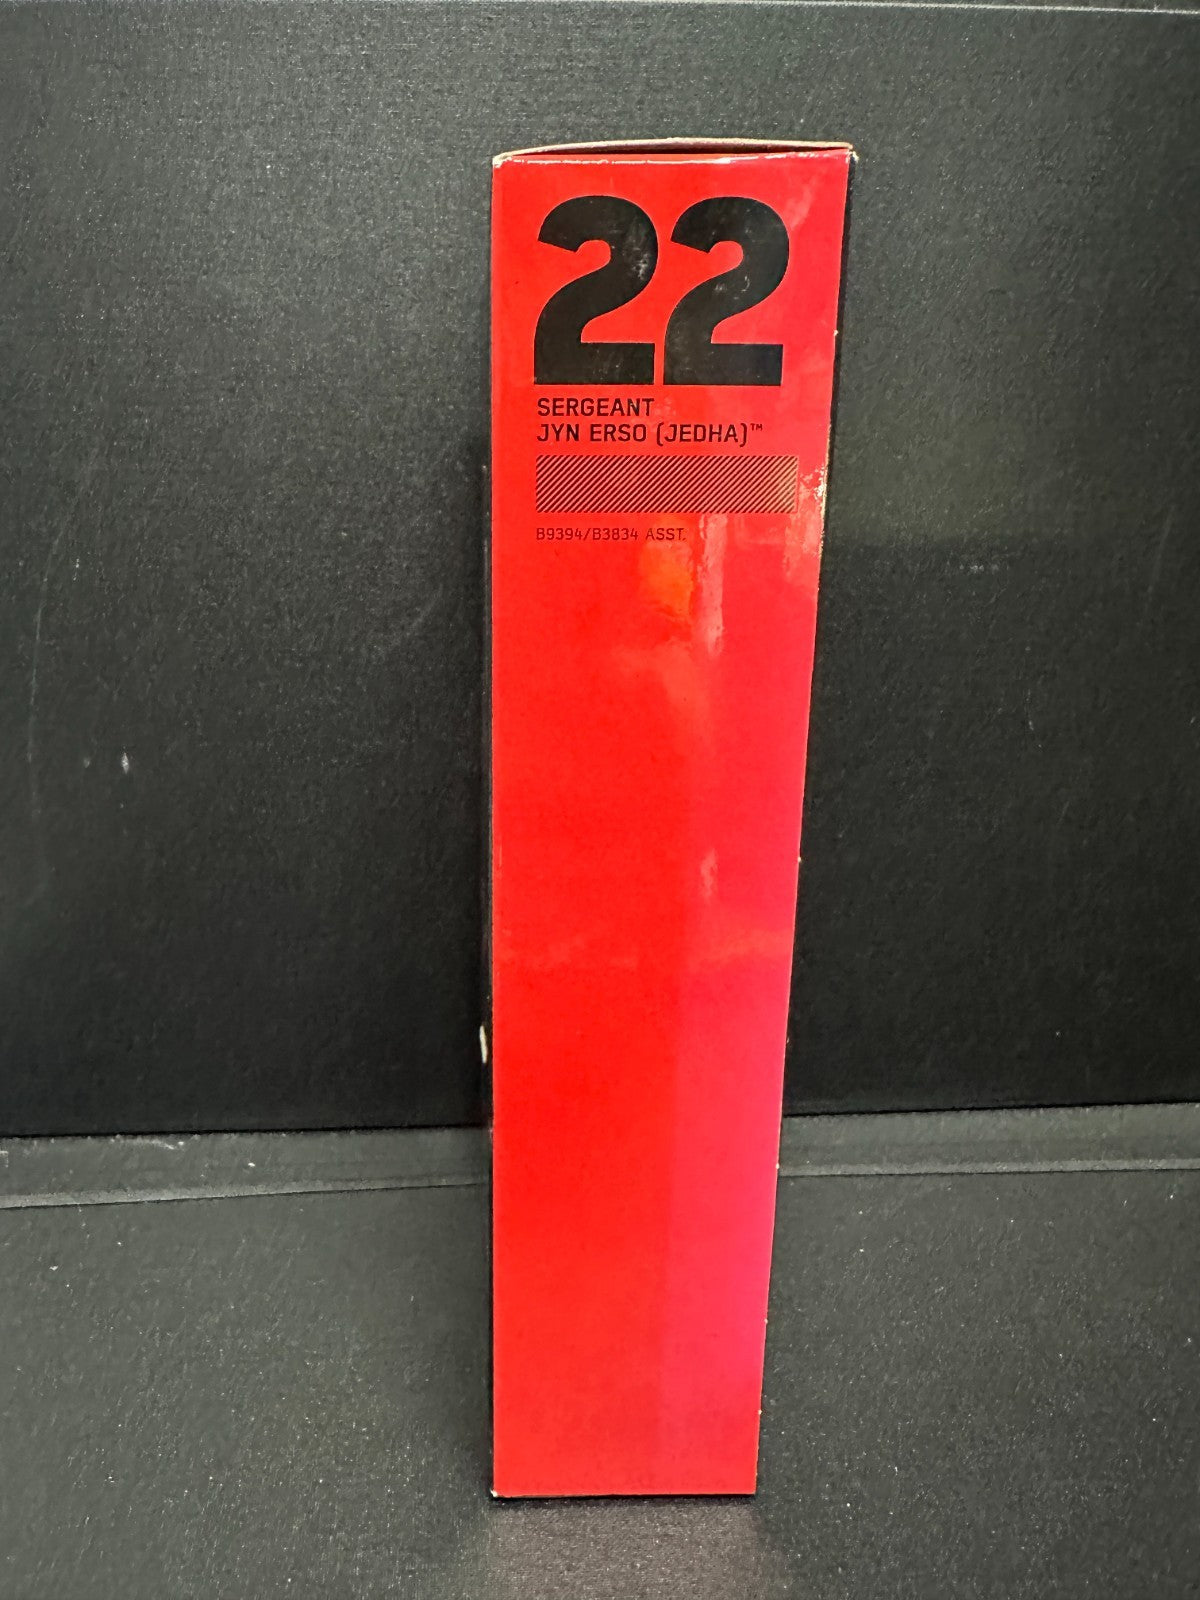 22
SERGEANT
JYN ERSO (JEDHA)™
B9394/B3834 ASST.